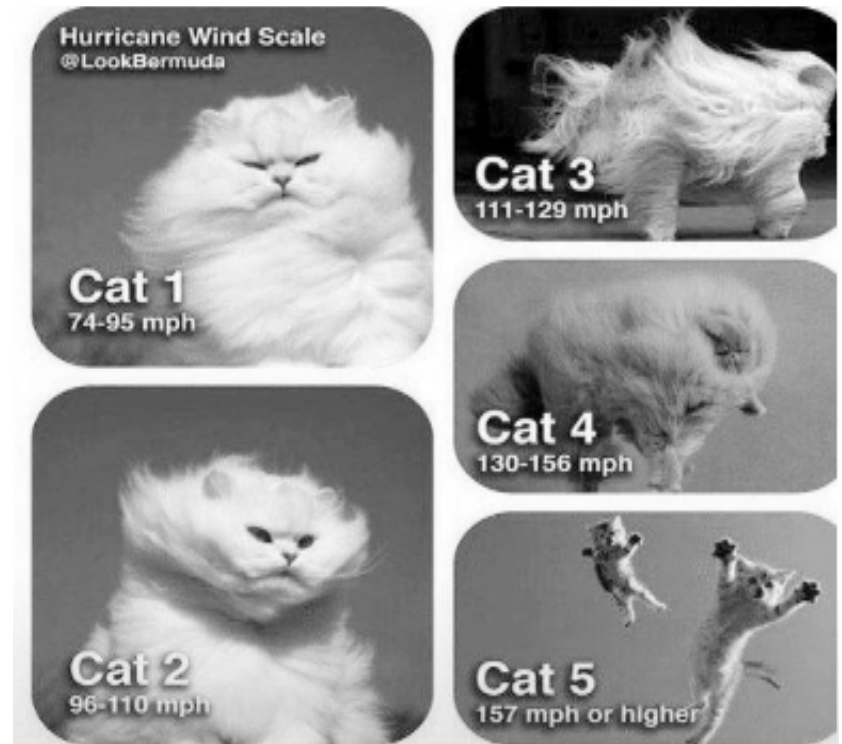 Hurricane Wind Scale
@LookBermuda
Cat 1
74-95 mph
Cat 2
96-110 mph
Cat 3
111-129 mph
Cat 4
130-156 mph
Cat 5
157 mph or higher